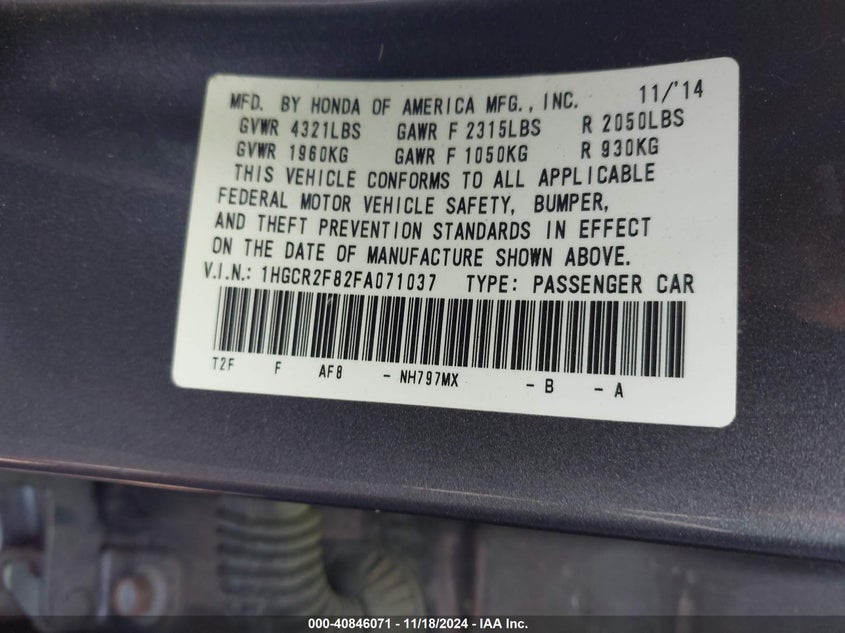 MFD. BY HONDA OF AMERICA MFG., INC. 11/'14
GVWR 4321LBS GAWR F 2315LBS R 2050LBS
GVWR 1960KG GAWR F 1050KG R 930KG
THIS VEHICLE CONFORMS TO ALL APPLICABLE
FEDERAL MOTOR VEHICLE SAFETY, BUMPER,
AND THEFT PREVENTION STANDARDS IN EFFECT
ON THE DATE OF MANUFACTURE SHOWN ABOVE.
V.I.N.: 1HGCR2F82FA071037 TYPE: PASSENGER CAR
T2F F AF8 - NH797MX - B - A
000-40846071 — 11/18/2024 — IAA Inc.